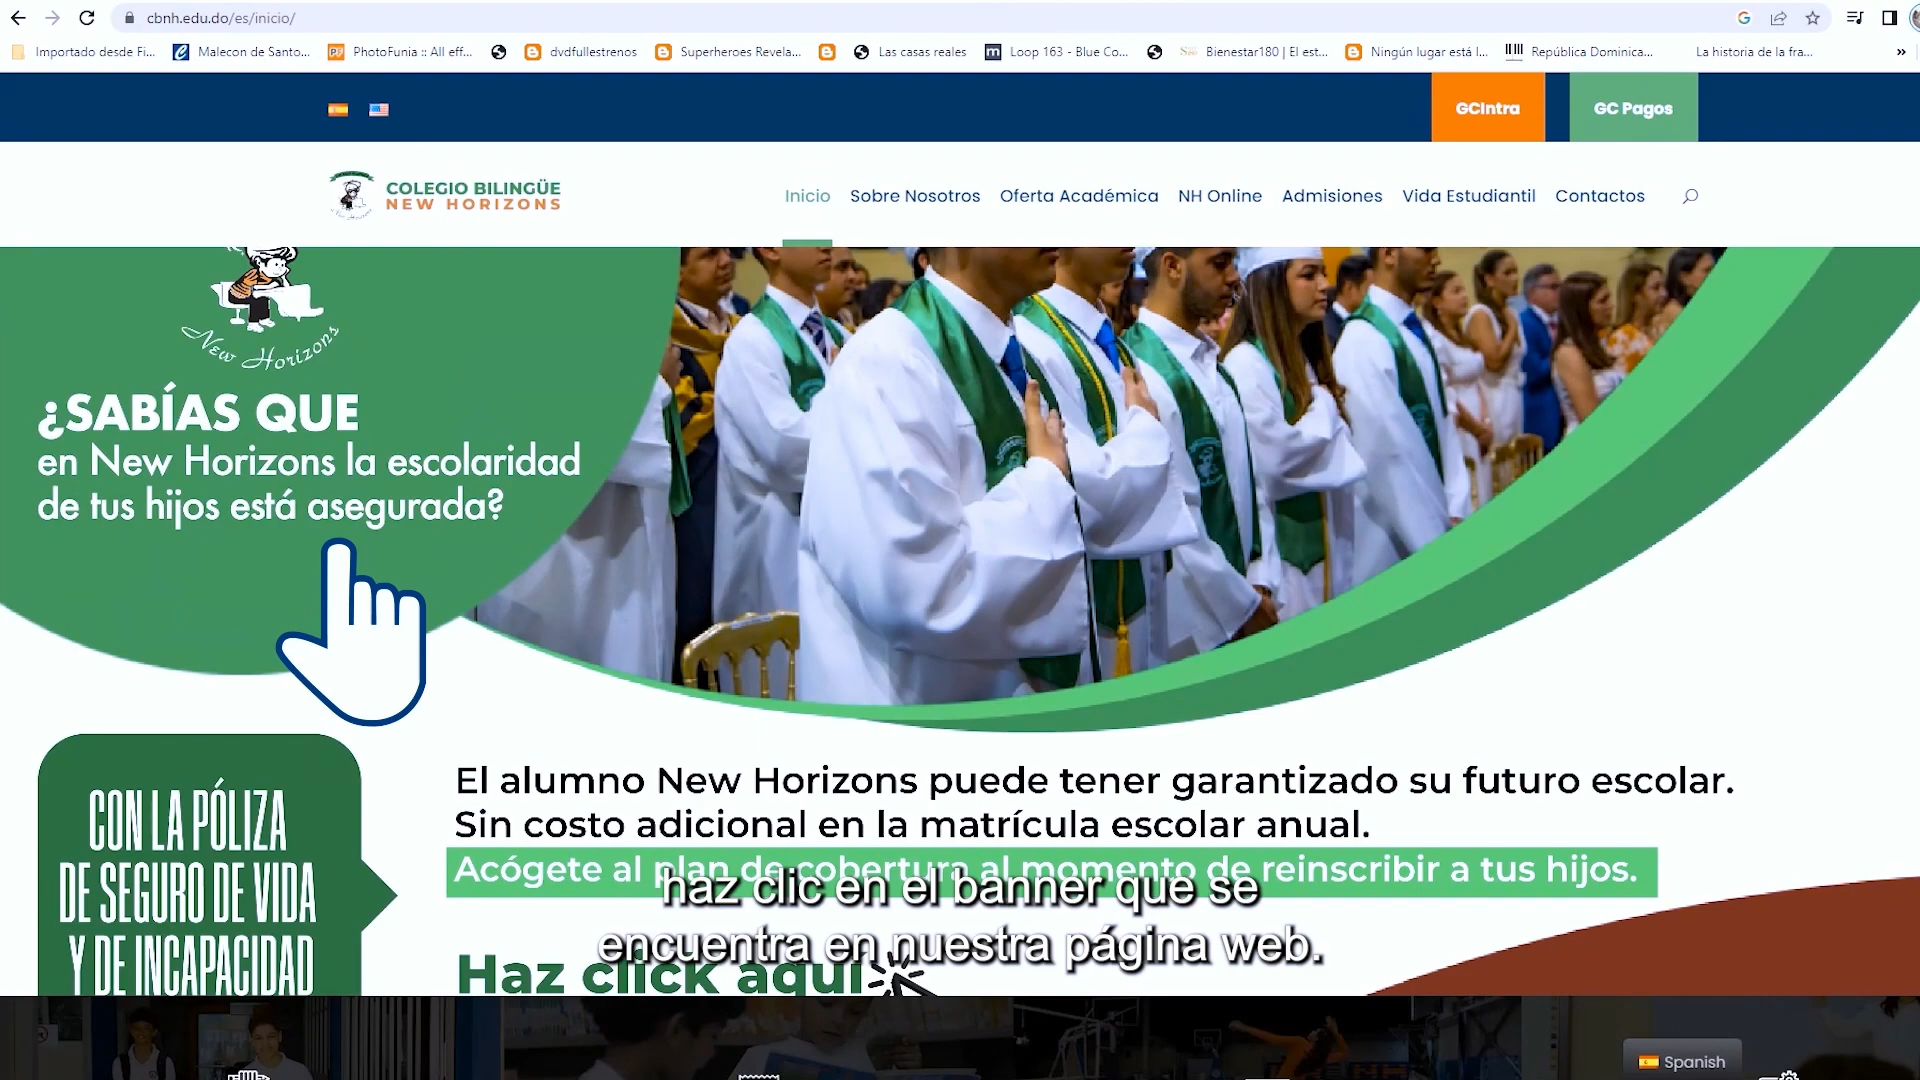 cbnh.edu.do/es/inicio/
Importado desde Fi...
Malecon de Santo...
PhotoFunia :: All eff...
dvdfullestrenos
Superheroes Revela...
Las casas reales
Loop 163 - Blue Co...
Bienestar180 | El est...
Ningún lugar está l...
República Dominica...
La historia de la fra...
»
GCIntra
GC Pagos
COLEGIO BILINGÜE
NEW HORIZONS
Inicio
Sobre Nosotros
Oferta Académica
NH Online
Admisiones
Vida Estudiantil
Contactos
New Horizons
¿SABÍAS QUE
en New Horizons la escolaridad
de tus hijos está asegurada?
CON LA PÓLIZA
DE SEGURO DE VIDA
Y DE INCAPACIDAD
El alumno New Horizons puede tener garantizado su futuro escolar.
Sin costo adicional en la matrícula escolar anual.
Acógete al plan de cobertura al momento de reinscribir a tus hijos.
haz clic en el banner que se
encuentra en nuestra página web.
Haz click aquí
Spanish